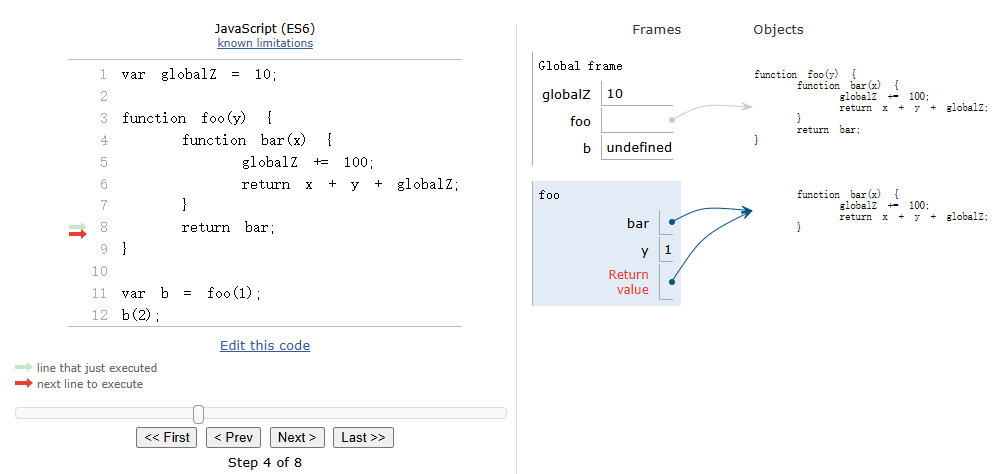 JavaScript (ES6)
known limitations
1 var globalZ = 10;
2
3 function foo(y) {
4 function bar(x) {
5 globalZ += 100;
6 return x + y + globalZ;
7 }
8 return bar;
9 }
10
11 var b = foo(1);
12 b(2);
Edit this code
line that just executed
next line to execute
<< First < Prev Next > Last >>
Step 4 of 8
Frames Objects
Global frame
globalZ 10
foo
b undefined
function foo(y) {
function bar(x) {
globalZ += 100;
return x + y + globalZ;
}
return bar;
}
foo
bar
y 1
Return
value
function bar(x) {
globalZ += 100;
return x + y + globalZ;
}